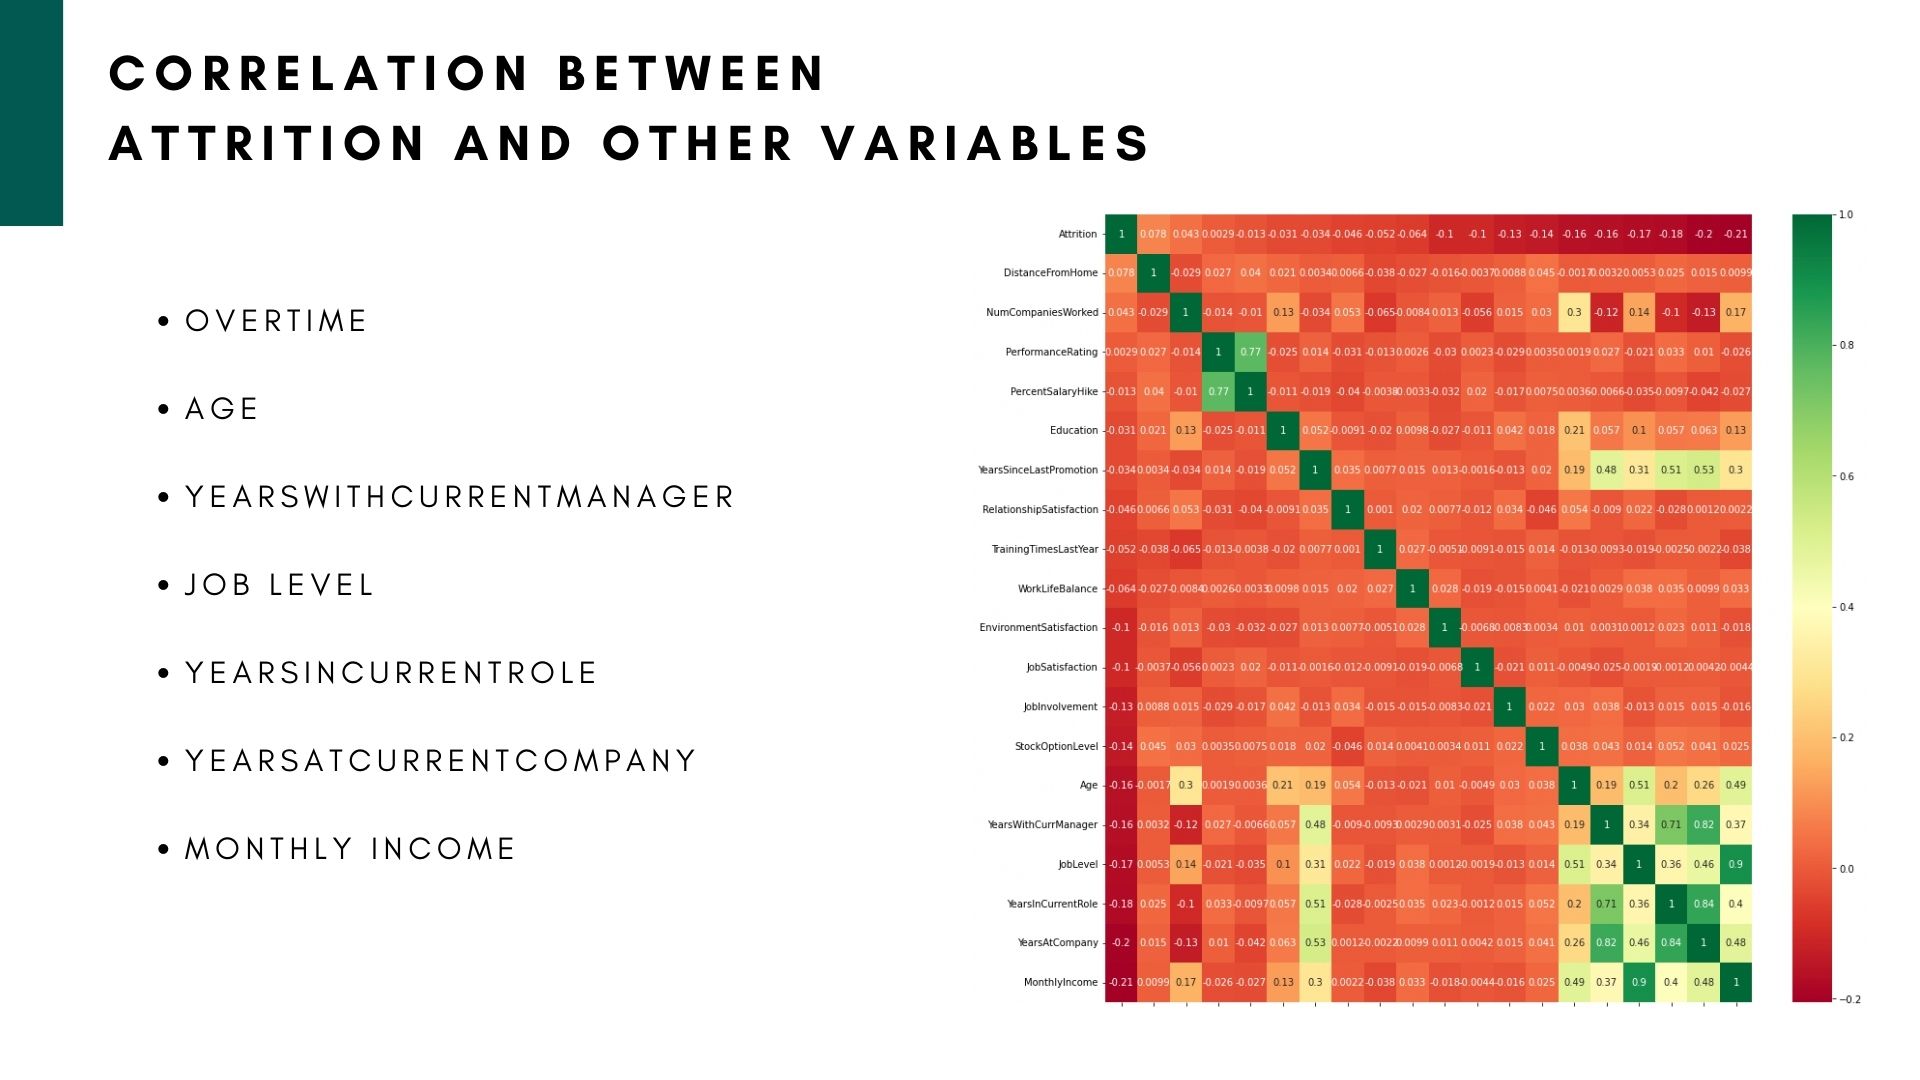 CORRELATION BETWEEN
ATTRITION AND OTHER VARIABLES
• OVERTIME
• AGE
• YEARSWITHCURRENTMANAGER
• JOB LEVEL
• YEARSINCURRENTROLE
• YEARSATCURRENTCOMPANY
• MONTHLY INCOME
Attrition 1 0.078 0.043 0.0029 -0.013 -0.031 -0.034 -0.046 -0.052 -0.064 -0.1 -0.1 -0.13 -0.14 -0.16 -0.16 -0.17 -0.18 -0.2 -0.21
DistanceFromHome 0.078 1 -0.029 0.027 0.04 0.021 0.0034 0.0066 -0.038 -0.027 -0.016 -0.0037 0.0088 0.045 -0.0017 0.0032 0.0053 0.025 0.015 0.0099
NumCompaniesWorked 0.043 -0.029 1 -0.014 -0.01 0.13 -0.034 0.053 -0.065 -0.0084 0.013 -0.056 0.015 0.03 0.3 -0.12 0.14 -0.1 -0.13 0.17
PerformanceRating 0.0029 0.027 -0.014 1 0.77 -0.025 0.014 -0.031 -0.013 0.0026 -0.03 0.0023 -0.029 0.0035 0.0019 0.027 -0.021 0.033 0.01 -0.026
PercentSalaryHike -0.013 0.04 -0.01 0.77 1 -0.011 -0.019 -0.04 -0.0038 -0.0033 -0.032 0.02 -0.017 0.0075 0.0036 -0.0066 -0.035 -0.0097 -0.042 -0.027
Education -0.031 0.021 0.13 -0.025 -0.011 1 0.052 -0.0091 -0.02 0.0098 -0.027 -0.011 0.042 0.018 0.21 0.057 0.1 0.057 0.063 0.13
YearsSinceLastPromotion -0.034 0.0034 -0.034 0.014 -0.019 0.052 1 0.035 0.0077 0.015 0.013 -0.0016 -0.013 0.02 0.19 0.48 0.31 0.51 0.53 0.3
RelationshipSatisfaction -0.046 0.0066 0.053 -0.031 -0.04 -0.0091 0.035 1 0.001 0.02 0.0077 -0.012 0.034 -0.046 0.054 -0.009 0.022 -0.028 0.0012 0.0022
TrainingTimesLastYear -0.052 -0.038 -0.065 -0.013 -0.0038 -0.02 0.0077 0.001 1 0.027 -0.0051 -0.0091 -0.015 0.014 -0.013 -0.0093 -0.019 -0.0025 -0.0022 -0.038
WorkLifeBalance -0.064 -0.027 -0.0084 0.0026 -0.0033 0.0098 0.015 0.02 0.027 1 0.028 -0.019 -0.015 0.0041 -0.021 0.0029 0.038 0.035 0.0099 0.033
EnvironmentSatisfaction -0.1 -0.016 0.013 -0.03 -0.032 -0.027 0.013 0.0077 -0.0051 0.028 1 -0.0068 -0.0083 0.0034 0.01 0.0031 0.0012 0.023 0.011 -0.018
JobSatisfaction -0.1 -0.0037 -0.056 0.0023 0.02 -0.011 -0.0016 -0.012 -0.0091 -0.019 -0.0068 1 -0.021 0.011 -0.0049 -0.025 -0.0019 -0.0012 0.0042 -0.0044
JobInvolvement -0.13 0.0088 0.015 -0.029 -0.017 0.042 -0.013 0.034 -0.015 -0.015 -0.0083 -0.021 1 0.022 0.03 0.038 -0.013 0.015 0.015 -0.016
StockOptionLevel -0.14 0.045 0.03 0.0035 0.0075 0.018 0.02 -0.046 0.014 0.0041 0.0034 0.011 0.022 1 0.038 0.043 0.014 0.052 0.041 0.025
Age -0.16 -0.0017 0.3 0.0019 0.0036 0.21 0.19 0.054 -0.013 -0.021 0.01 -0.0049 0.03 0.038 1 0.19 0.51 0.2 0.26 0.49
YearsWithCurrManager -0.16 0.0032 -0.12 0.027 -0.0066 0.057 0.48 -0.009 -0.0093 0.0029 0.0031 -0.025 0.038 0.043 0.19 1 0.34 0.71 0.82 0.37
JobLevel -0.17 0.0053 0.14 -0.021 -0.035 0.1 0.31 0.022 -0.019 0.038 0.0012 -0.0019 -0.013 0.014 0.51 0.34 1 0.36 0.46 0.9
YearsInCurrentRole -0.18 0.025 -0.1 0.033 -0.0097 0.057 0.51 -0.028 -0.0025 0.035 0.023 -0.0012 0.015 0.052 0.2 0.71 0.36 1 0.84 0.4
YearsAtCompany -0.2 0.015 -0.13 0.01 -0.042 0.063 0.53 0.0012 -0.0022 0.0099 0.011 0.0042 0.015 0.041 0.26 0.82 0.46 0.84 1 0.48
MonthlyIncome -0.21 0.0099 0.17 -0.026 -0.027 0.13 0.3 0.0022 -0.038 0.033 -0.018 -0.0044 -0.016 0.025 0.49 0.37 0.9 0.4 0.48 1
1.0
0.8
0.6
0.4
0.2
0.0
−0.2